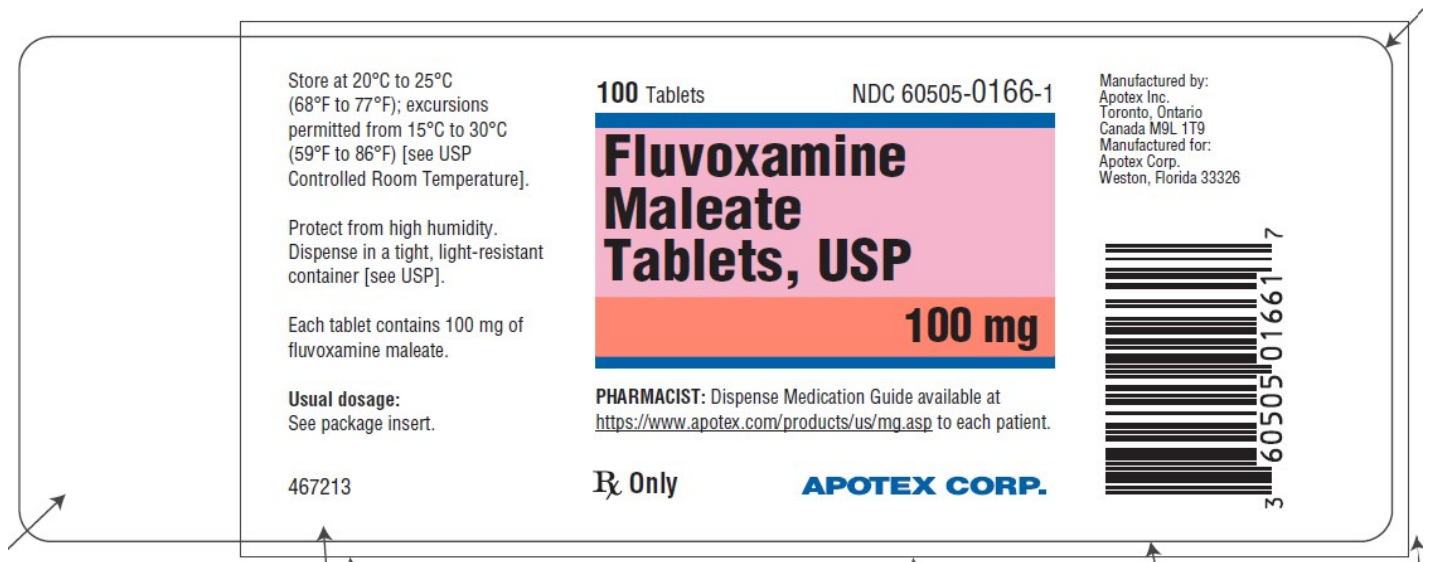 Store at 20°C to 25°C
(68°F to 77°F); excursions
permitted from 15°C to 30°C
(59°F to 86°F) [see USP
Controlled Room Temperature].
Protect from high humidity.
Dispense in a tight, light-resistant
container [see USP].
Each tablet contains 100 mg of
fluvoxamine maleate.
Usual dosage:
See package insert.
467213
100 Tablets NDC 60505-0166-1
Fluvoxamine
Maleate
Tablets, USP
100 mg
PHARMACIST: Dispense Medication Guide available at
https://www.apotex.com/products/us/mg.asp to each patient.
Rx Only APOTEX CORP.
Manufactured by:
Apotex Inc.
Toronto, Ontario
Canada M9L 1T9
Manufactured for:
Apotex Corp.
Weston, Florida 33326
3 60505 01661 7